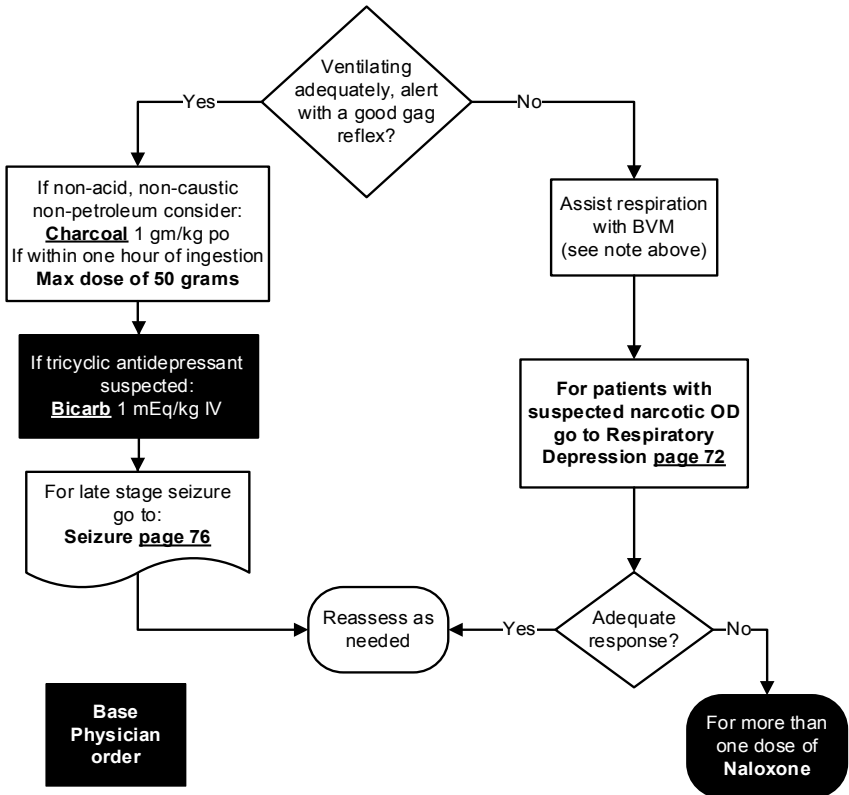 Ventilating
adequately, alert
with a good gag
reflex?
Yes
No
If non-acid, non-caustic
non-petroleum consider:
Charcoal 1 gm/kg po
If within one hour of ingestion
Max dose of 50 grams
Assist respiration
with BVM
(see note above)
If tricyclic antidepressant
suspected:
Bicarb 1 mEq/kg IV
For patients with
suspected narcotic OD
go to Respiratory
Depression page 72
For late stage seizure
go to:
Seizure page 76
Reassess as
needed
Yes
Adequate
response?
No
Base
Physician
order
For more than
one dose of
Naloxone